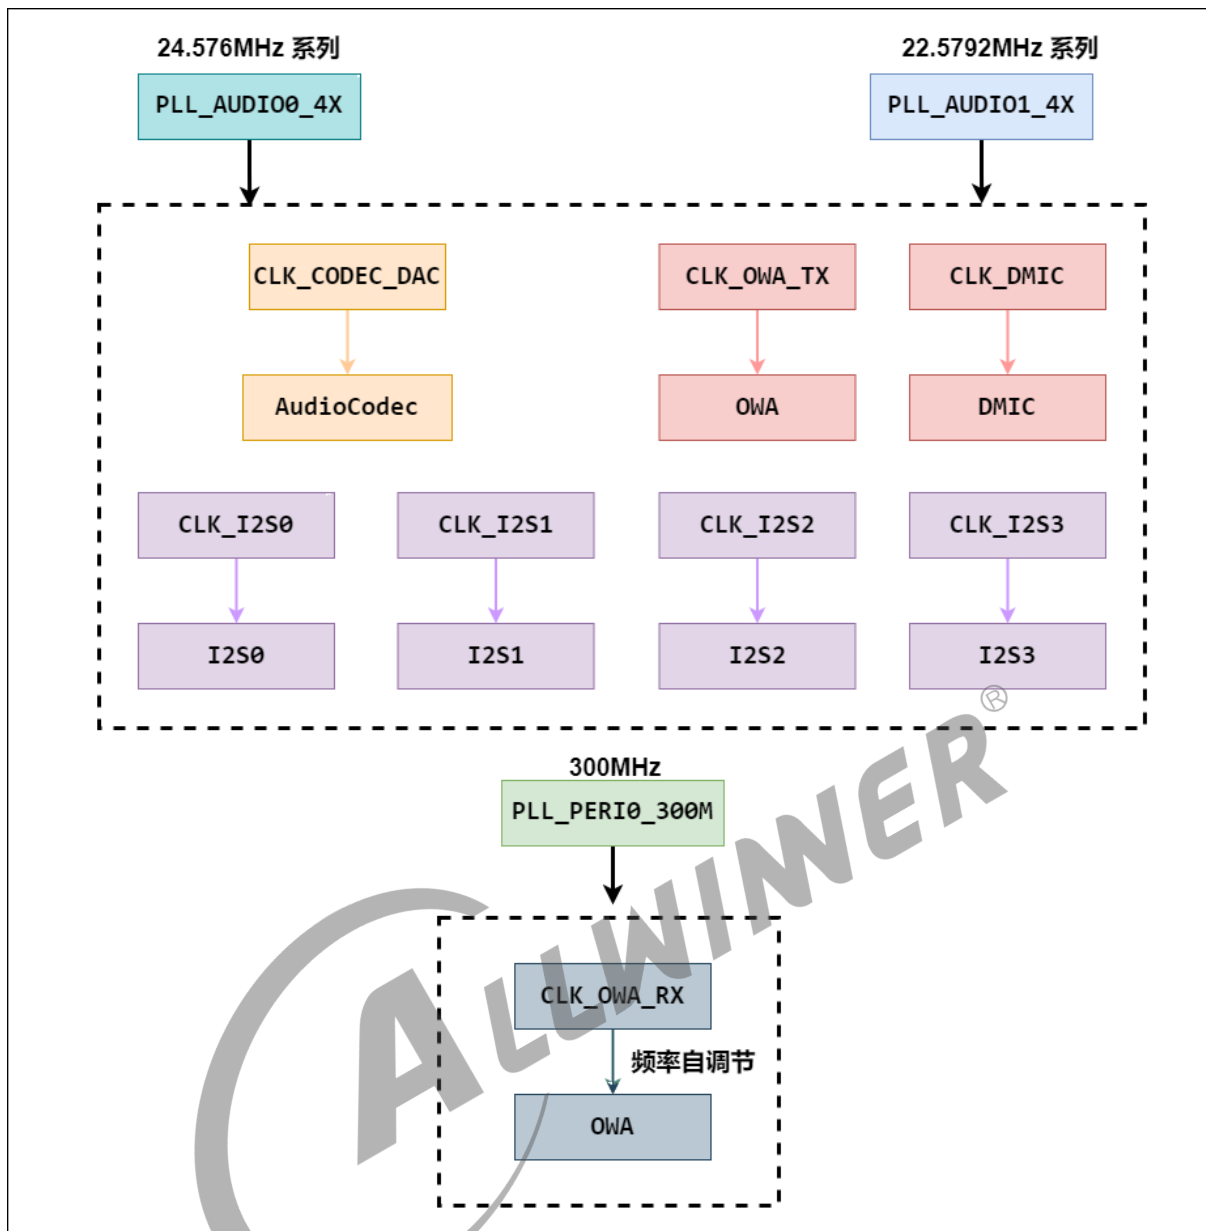 24.576MHz 系列
22.5792MHz 系列
PLL_AUDIO0_4X
PLL_AUDIO1_4X
CLK_CODEC_DAC
CLK_OWA_TX
CLK_DMIC
AudioCodec
OWA
DMIC
CLK_I2S0
CLK_I2S1
CLK_I2S2
CLK_I2S3
I2S0
I2S1
I2S2
I2S3
300MHz
PLL_PERI0_300M
CLK_OWA_RX
频率自调节
OWA
ALLWINNER®